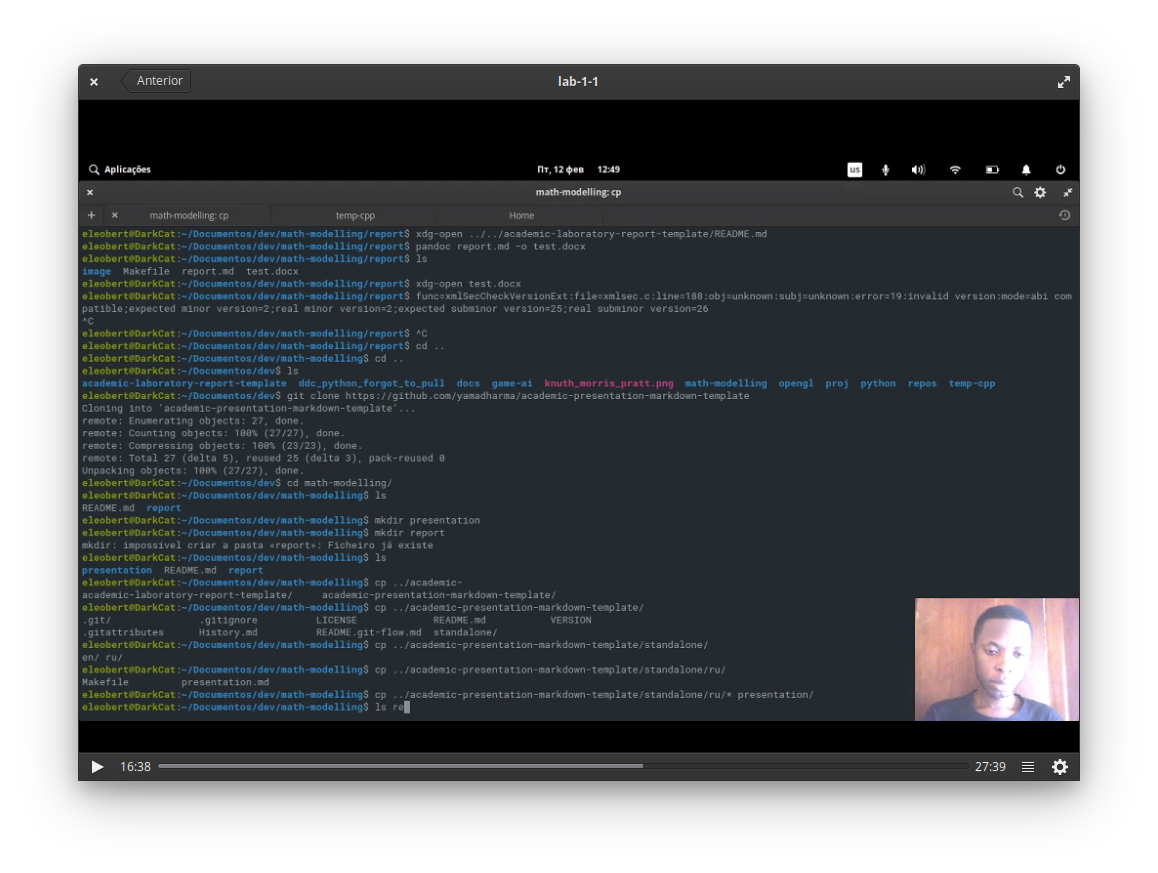 Anterior
lab-1-1
Aplicações
Пт, 12 фев 12:49
us
math-modelling: cp
math-modelling: cp
temp-cpp
Home
eleobert@DarkCat:~/Documentos/dev/math-modelling/report$ xdg-open ../../academic-laboratory-report-template/README.md
eleobert@DarkCat:~/Documentos/dev/math-modelling/report$ pandoc report.md -o test.docx
eleobert@DarkCat:~/Documentos/dev/math-modelling/report$ ls
image Makefile report.md test.docx
eleobert@DarkCat:~/Documentos/dev/math-modelling/report$ xdg-open test.docx
eleobert@DarkCat:~/Documentos/dev/math-modelling/report$ func=xmlSecCheckVersionExt:file=xmlsec.c:line=188:obj=unknown:subj=unknown:error=19:invalid version:mode=abi com
patible;expected minor version=2;real minor version=2;expected subminor version=25;real subminor version=26
^C
eleobert@DarkCat:~/Documentos/dev/math-modelling/report$ ^C
eleobert@DarkCat:~/Documentos/dev/math-modelling/report$ cd ..
eleobert@DarkCat:~/Documentos/dev/math-modelling$ cd ..
eleobert@DarkCat:~/Documentos/dev$ ls
academic-laboratory-report-template ddc_python_forgot_to_pull docs game-ai knuth_morris_pratt.png math-modelling opengl proj python repos temp-cpp
eleobert@DarkCat:~/Documentos/dev$ git clone https://github.com/yamadharma/academic-presentation-markdown-template
Cloning into 'academic-presentation-markdown-template'...
remote: Enumerating objects: 27, done.
remote: Counting objects: 100% (27/27), done.
remote: Compressing objects: 100% (23/23), done.
remote: Total 27 (delta 5), reused 25 (delta 3), pack-reused 0
Unpacking objects: 100% (27/27), done.
eleobert@DarkCat:~/Documentos/dev$ cd math-modelling/
eleobert@DarkCat:~/Documentos/dev/math-modelling$ ls
README.md report
eleobert@DarkCat:~/Documentos/dev/math-modelling$ mkdir presentation
eleobert@DarkCat:~/Documentos/dev/math-modelling$ mkdir report
mkdir: impossível criar a pasta «report»: Ficheiro já existe
eleobert@DarkCat:~/Documentos/dev/math-modelling$ ls
presentation README.md report
eleobert@DarkCat:~/Documentos/dev/math-modelling$ cp ../academic-
academic-laboratory-report-template/ academic-presentation-markdown-template/
eleobert@DarkCat:~/Documentos/dev/math-modelling$ cp ../academic-presentation-markdown-template/
.git/ .gitignore LICENSE README.md VERSION
.gitattributes History.md README.git-flow.md standalone/
eleobert@DarkCat:~/Documentos/dev/math-modelling$ cp ../academic-presentation-markdown-template/standalone/
en/ ru/
eleobert@DarkCat:~/Documentos/dev/math-modelling$ cp ../academic-presentation-markdown-template/standalone/ru/
Makefile presentation.md
eleobert@DarkCat:~/Documentos/dev/math-modelling$ cp ../academic-presentation-markdown-template/standalone/ru/* presentation/
eleobert@DarkCat:~/Documentos/dev/math-modelling$ ls re
16:38
27:39